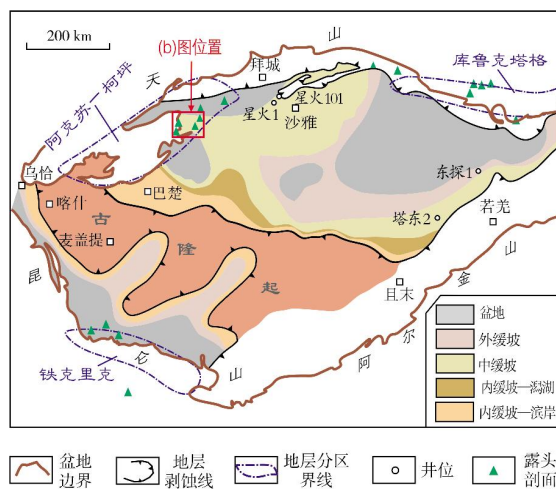 200 km
(b)图位置
天
山
拜城
库鲁克塔格
阿克苏—柯坪
星火101
星火1
沙雅
乌恰
喀什
巴楚
东探1
塔东2
若羌
古
隆
起
麦盖提
且末
昆
仑
山
阿
尔
金
山
铁克里克
盆地
外缓坡
中缓坡
内缓坡—潟湖
内缓坡—滨岸
盆地
边界
地层
剥蚀线
地层分区
界线
井位
露头
剖面